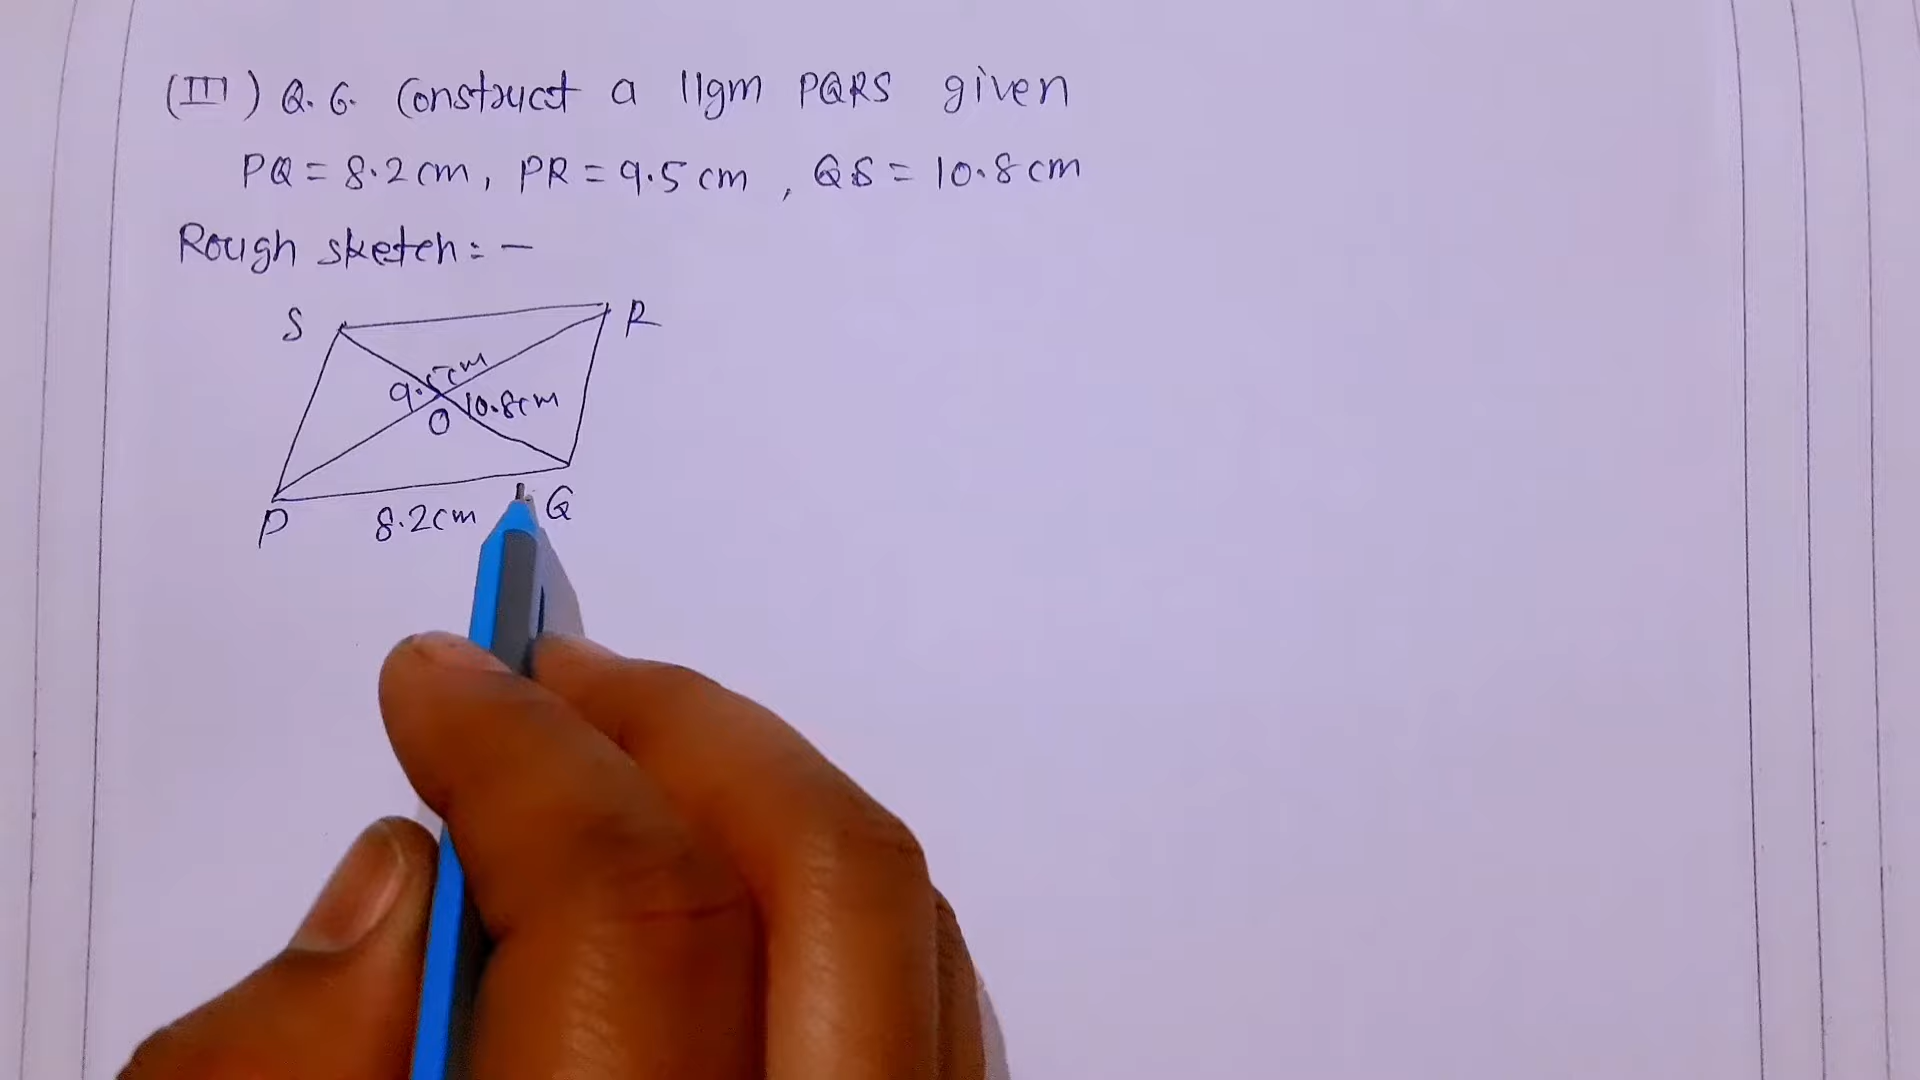 (III) Q. 6. Construct a llgm PQRS given
PQ = 8.2 cm, PR = 9.5 cm, QS = 10.8 cm
Rough sketch: -
S R
9.5cm
10.8cm
O
P 8.2cm Q